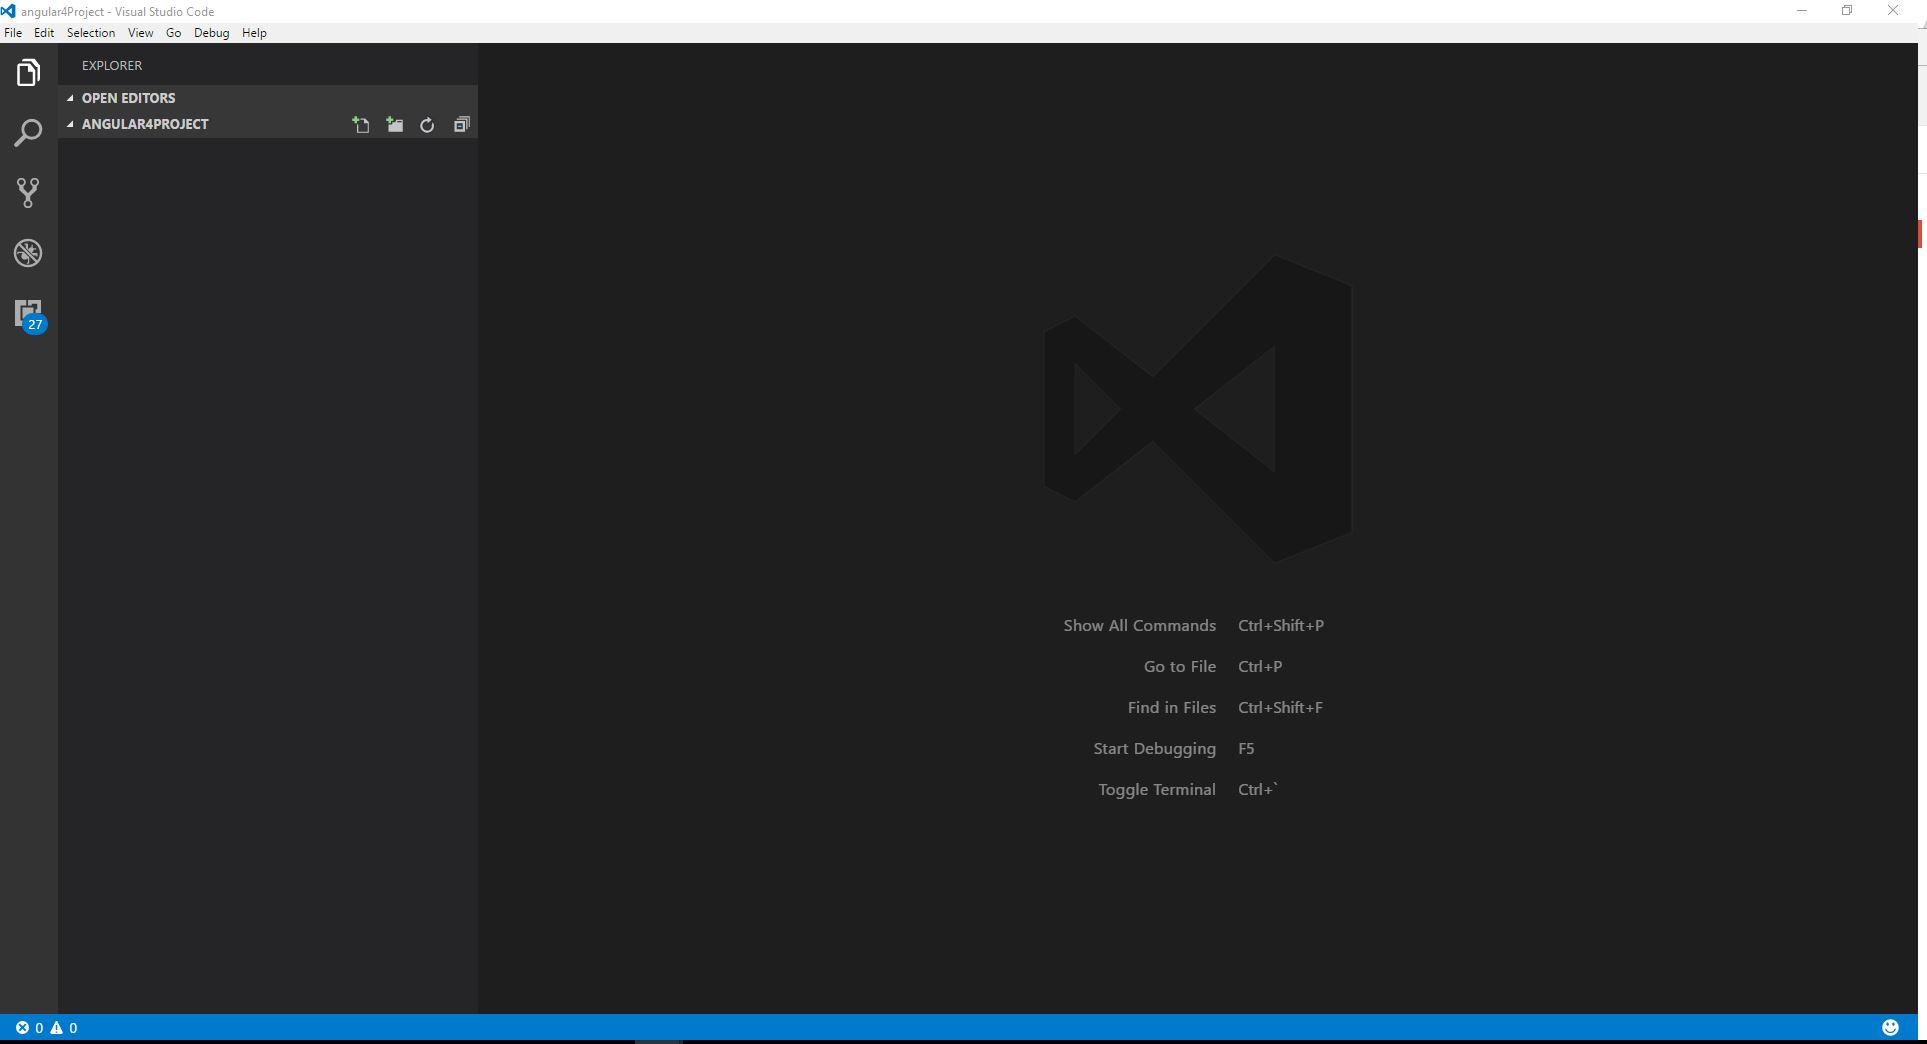 angular4Project - Visual Studio Code
File Edit Selection View Go Debug Help
EXPLORER
OPEN EDITORS
ANGULAR4PROJECT
27
Show All Commands Ctrl+Shift+P
Go to File Ctrl+P
Find in Files Ctrl+Shift+F
Start Debugging F5
Toggle Terminal Ctrl+`
0 0